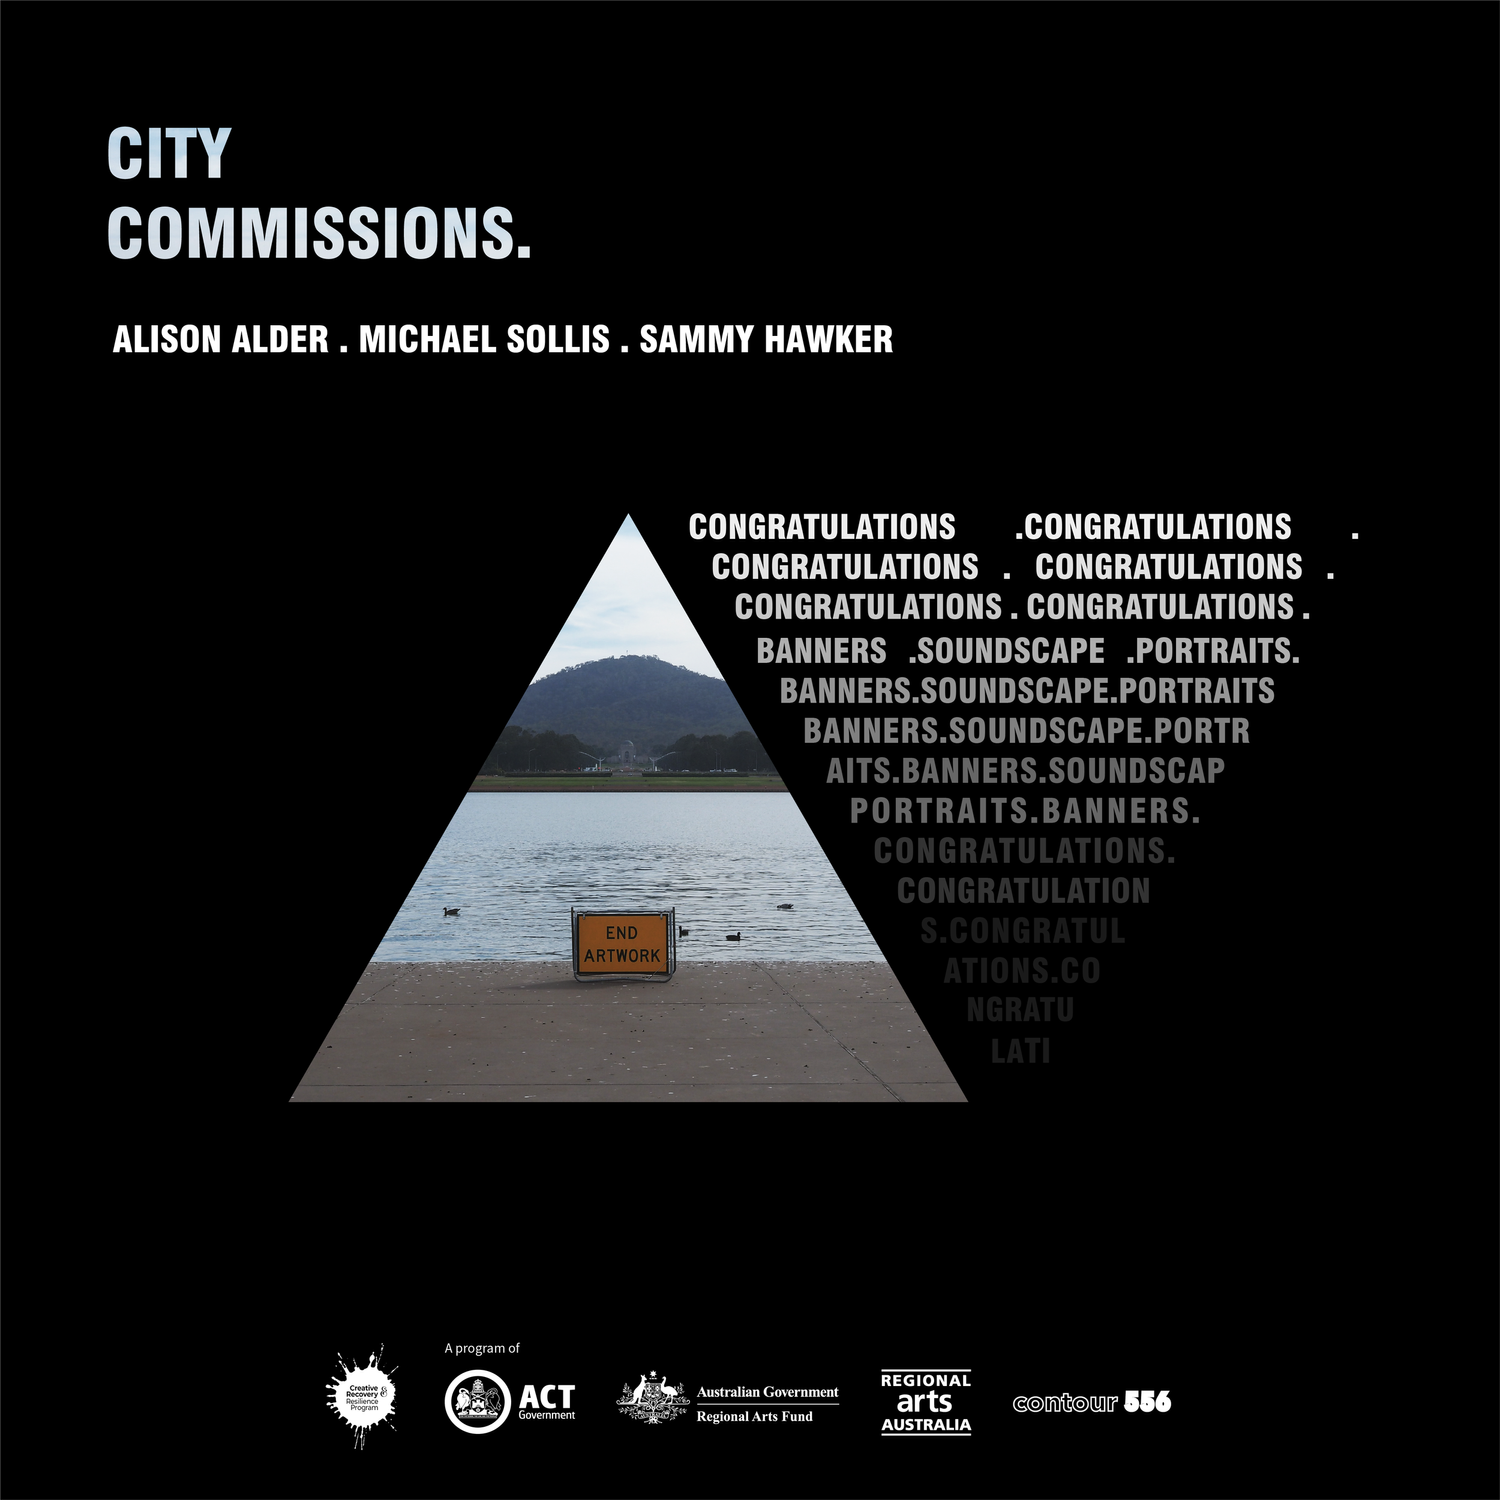 CITY
COMMISSIONS.
ALISON ALDER . MICHAEL SOLLIS . SAMMY HAWKER
CONGRATULATIONS .CONGRATULATIONS .
CONGRATULATIONS . CONGRATULATIONS .
CONGRATULATIONS . CONGRATULATIONS .
BANNERS .SOUNDSCAPE .PORTRAITS.
BANNERS.SOUNDSCAPE.PORTRAITS
BANNERS.SOUNDSCAPE.PORTR
AITS.BANNERS.SOUNDSCAP
PORTRAITS.BANNERS.
CONGRATULATIONS.
CONGRATULATION
S.CONGRATUL
ATIONS.CO
NGRATU
LATI
END
ARTWORK
Creative
Recovery &
Resilience
Program
A program of
ACT
Government
Australian Government
Regional Arts Fund
REGIONAL
arts
AUSTRALIA
contour 556